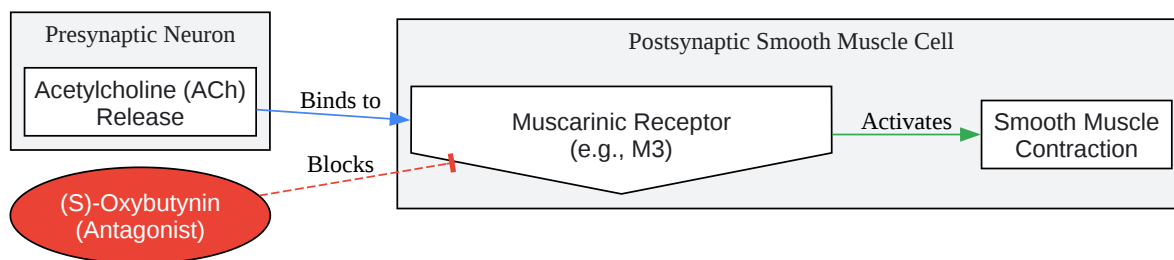 Presynaptic Neuron
Acetylcholine (ACh)
Release
Binds to
Blocks
(S)-Oxybutynin
(Antagonist)
Postsynaptic Smooth Muscle Cell
Muscarinic Receptor
(e.g., M3)
Activates
Smooth Muscle
Contraction